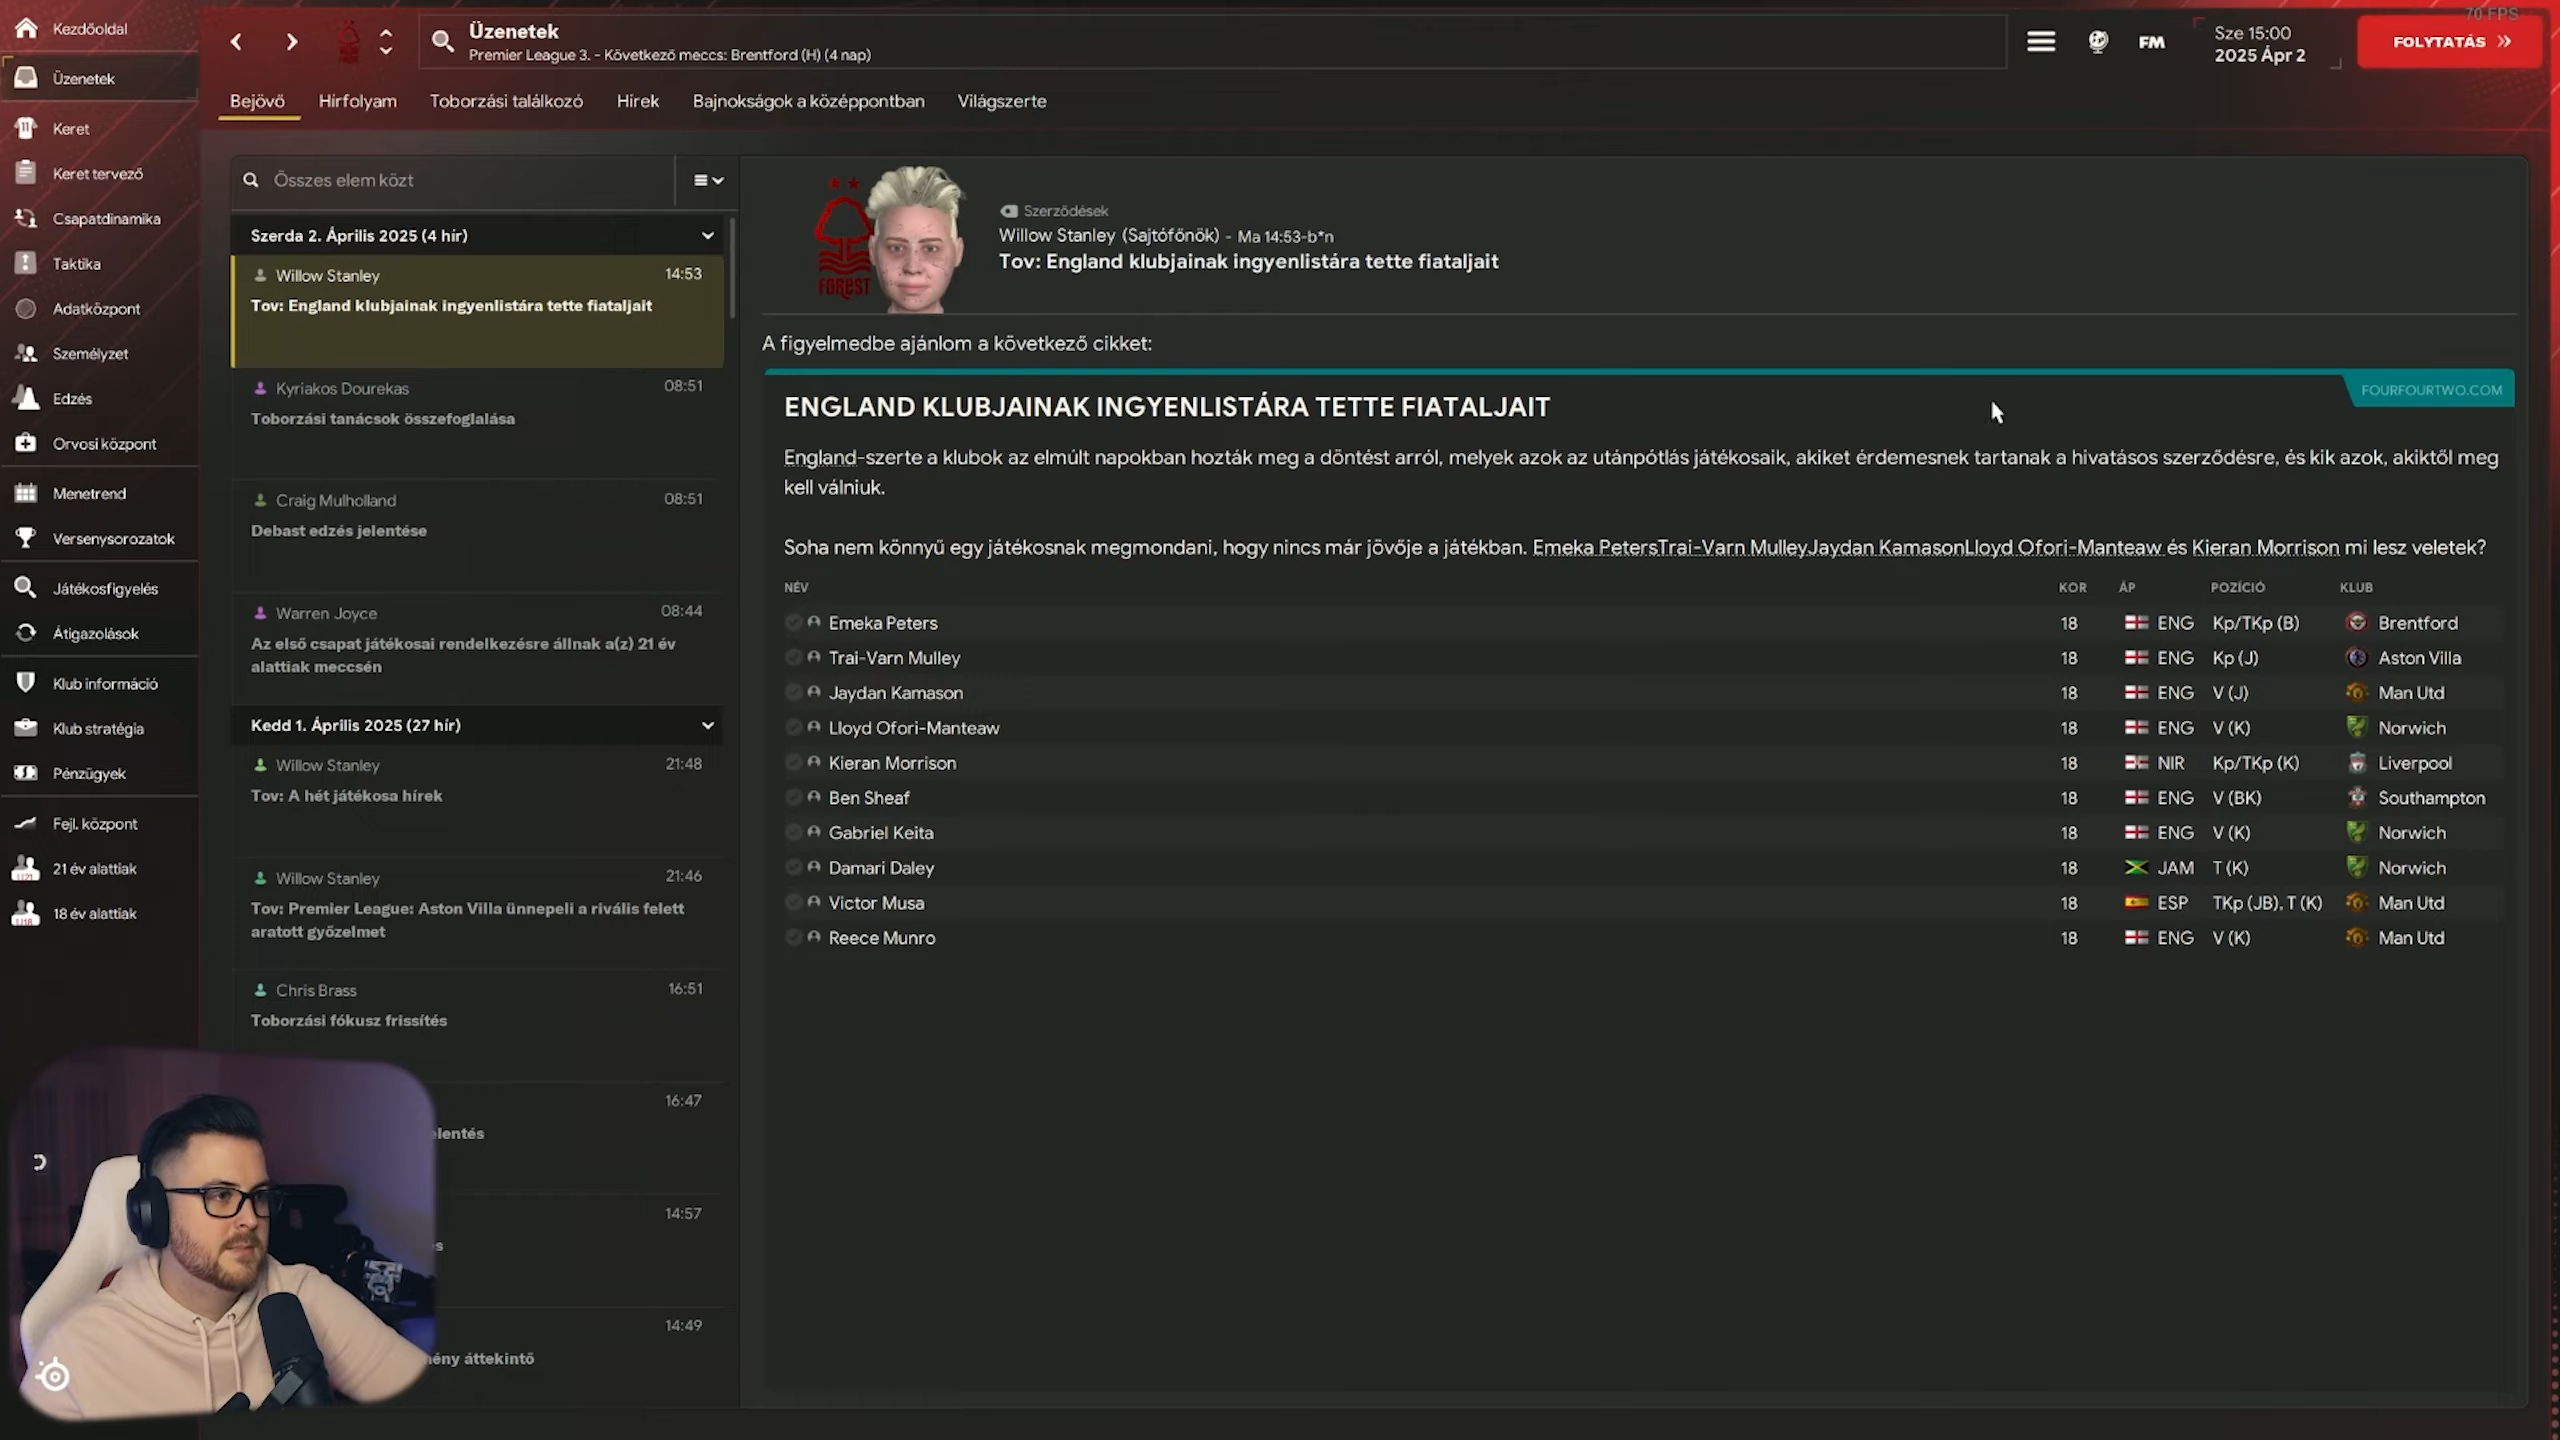 70 FPS
Kezdőoldal
Üzenetek
Keret
Keret tervező
Csapatdinamika
Taktika
Adatközpont
Személyzet
Edzés
Orvosi központ
Menetrend
Versenysorozatok
Játékosfigyelés
Átigazolások
Klub információ
Klub stratégia
Pénzügyek
Fejl. központ
21 év alattiak
18 év alattiak
Üzenetek
Premier League 3. - Következő meccs: Brentford (H) (4 nap)
FM
Sze 15:00
2025 Ápr 2
FOLYTATÁS
Bejövő Hírfolyam Toborzási találkozó Hírek Bajnokságok a középpontban Világszerte
Összes elem közt
Szerda 2. Április 2025 (4 hír)
Willow Stanley 14:53
Tov: England klubjainak ingyenlistára tette fiataljait
Kyriakos Dourekas 08:51
Toborzási tanácsok összefoglalása
Craig Mulholland 08:51
Debast edzés jelentése
Warren Joyce 08:44
Az első csapat játékosai rendelkezésre állnak a(z) 21 év
alattiak meccsén
Kedd 1. Április 2025 (27 hír)
Willow Stanley 21:48
Tov: A hét játékosa hírek
Willow Stanley 21:46
Tov: Premier League: Aston Villa ünnepeli a rivális felett
aratott győzelmet
Chris Brass 16:51
Toborzási fókusz frissítés
16:47
elentés
14:57
s
14:49
ény áttekintő
FOREST
Szerződések
Willow Stanley (Sajtófőnök) - Ma 14:53-b*n
Tov: England klubjainak ingyenlistára tette fiataljait
A figyelmedbe ajánlom a következő cikket:
FOURFOURTWO.COM
ENGLAND KLUBJAINAK INGYENLISTÁRA TETTE FIATALJAIT
England-szerte a klubok az elmúlt napokban hozták meg a döntést arról, melyek azok az utánpótlás játékosaik, akiket érdemesnek tartanak a hivatásos szerződésre, és kik azok, akiktől meg
kell válniuk.
Soha nem könnyű egy játékosnak megmondani, hogy nincs már jövője a játékban. Emeka PetersTrai-Varn MulleyJaydan KamasonLloyd Ofori-Manteaw és Kieran Morrison mi lesz veletek?
NÉV KOR ÁP POZÍCIÓ KLUB
Emeka Peters 18 ENG Kp/TKp (B) Brentford
Trai-Varn Mulley 18 ENG Kp (J) Aston Villa
Jaydan Kamason 18 ENG V (J) Man Utd
Lloyd Ofori-Manteaw 18 ENG V (K) Norwich
Kieran Morrison 18 NIR Kp/TKp (K) Liverpool
Ben Sheaf 18 ENG V (BK) Southampton
Gabriel Keita 18 ENG V (K) Norwich
Damari Daley 18 JAM T (K) Norwich
Victor Musa 18 ESP TKp (JB), T (K) Man Utd
Reece Munro 18 ENG V (K) Man Utd